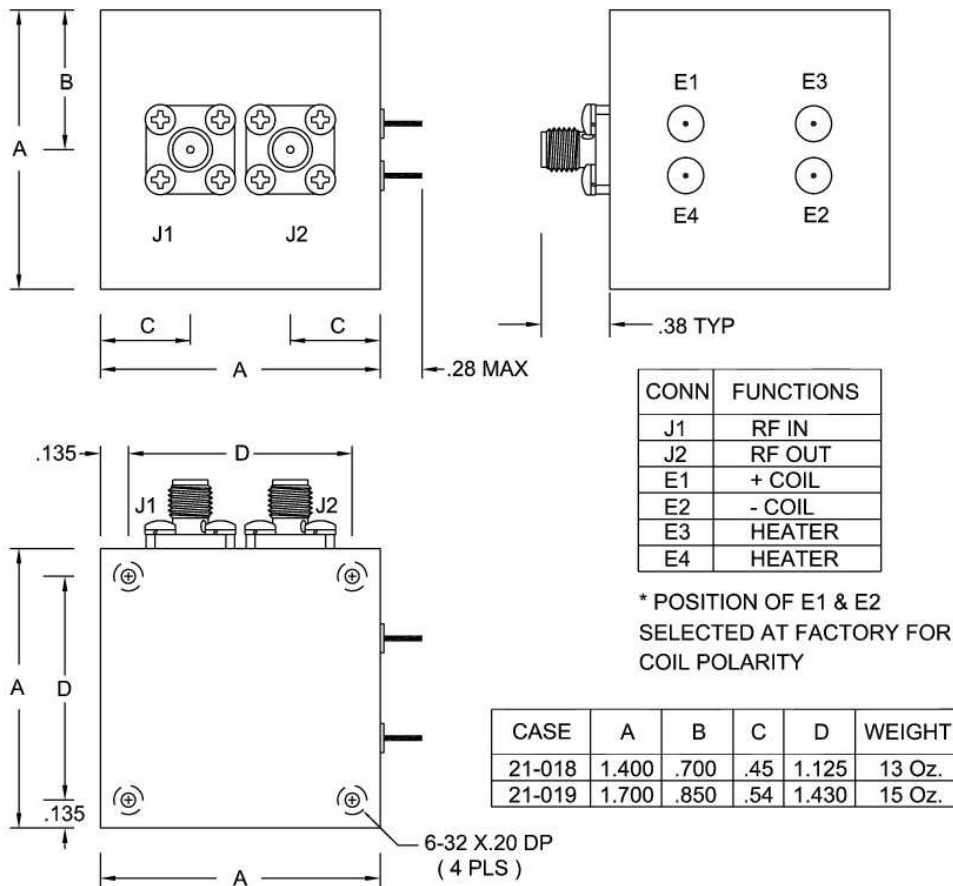 B
A
J1
J2
C
C
A
.28 MAX
E1
E3
E4
E2
.38 TYP
CONN FUNCTIONS
J1 RF IN
J2 RF OUT
E1 + COIL
E2 - COIL
E3 HEATER
E4 HEATER
* POSITION OF E1 & E2
SELECTED AT FACTORY FOR
COIL POLARITY
.135
D
J1
J2
A
D
.135
A
6-32 X.20 DP
( 4 PLS )
CASE A B C D WEIGHT
21-018 1.400 .700 .45 1.125 13 Oz.
21-019 1.700 .850 .54 1.430 15 Oz.